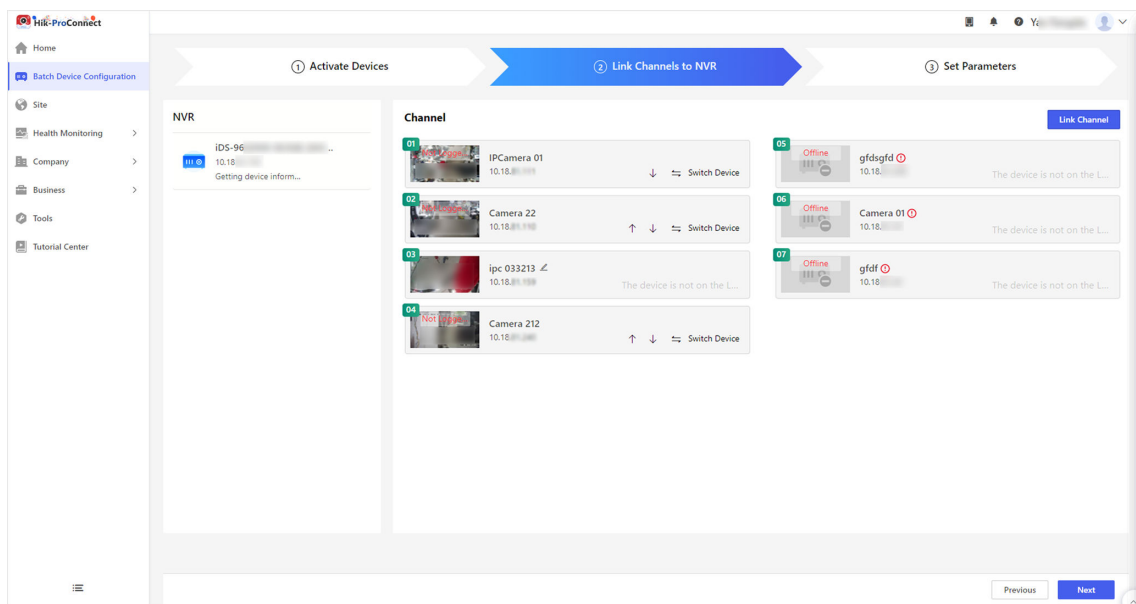 Hik-ProConnect
Ya
Home
Batch Device Configuration
Site
Health Monitoring
Company
Business
Tools
Tutorial Center
1 Activate Devices
2 Link Channels to NVR
3 Set Parameters
NVR
iDS-96 ..
10.18
Getting device inform...
Channel
Link Channel
01
IPCamera 01
10.18.
Switch Device
02
Camera 22
10.18.
Switch Device
03
ipc 033213
10.18.
The device is not on the L...
04
Not
Camera 212
10.18.
Switch Device
05
Offline
gfdsgfd
10.18.
The device is not on the L...
06
Offline
Camera 01
10.18.
The device is not on the L...
07
Offline
gfdf
10.18
The device is not on the L...
Previous
Next